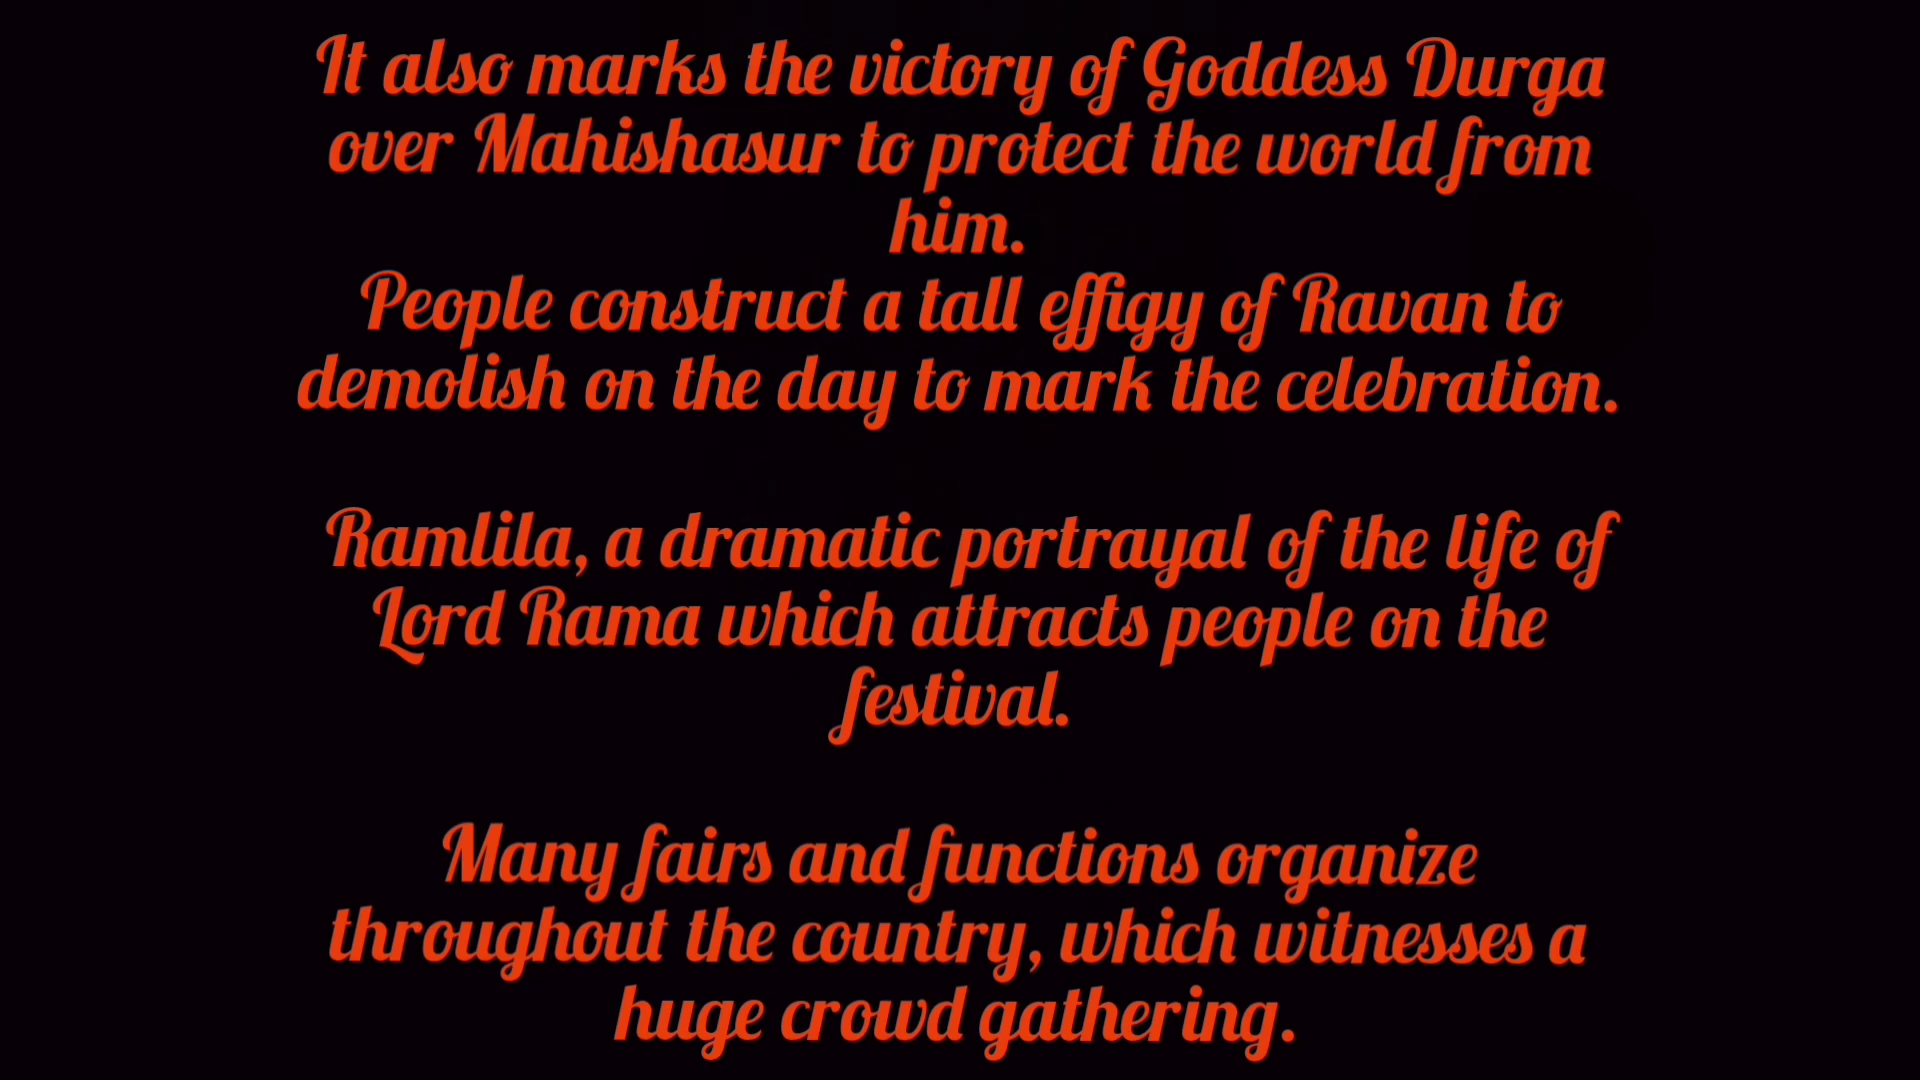 It also marks the victory of Goddess Durga
over Mahishasur to protect the world from
him.
People construct a tall effigy of Ravan to
demolish on the day to mark the celebration.
Ramlila, a dramatic portrayal of the life of
Lord Rama which attracts people on the
festival.
Many fairs and functions organize
throughout the country, which witnesses a
huge crowd gathering.